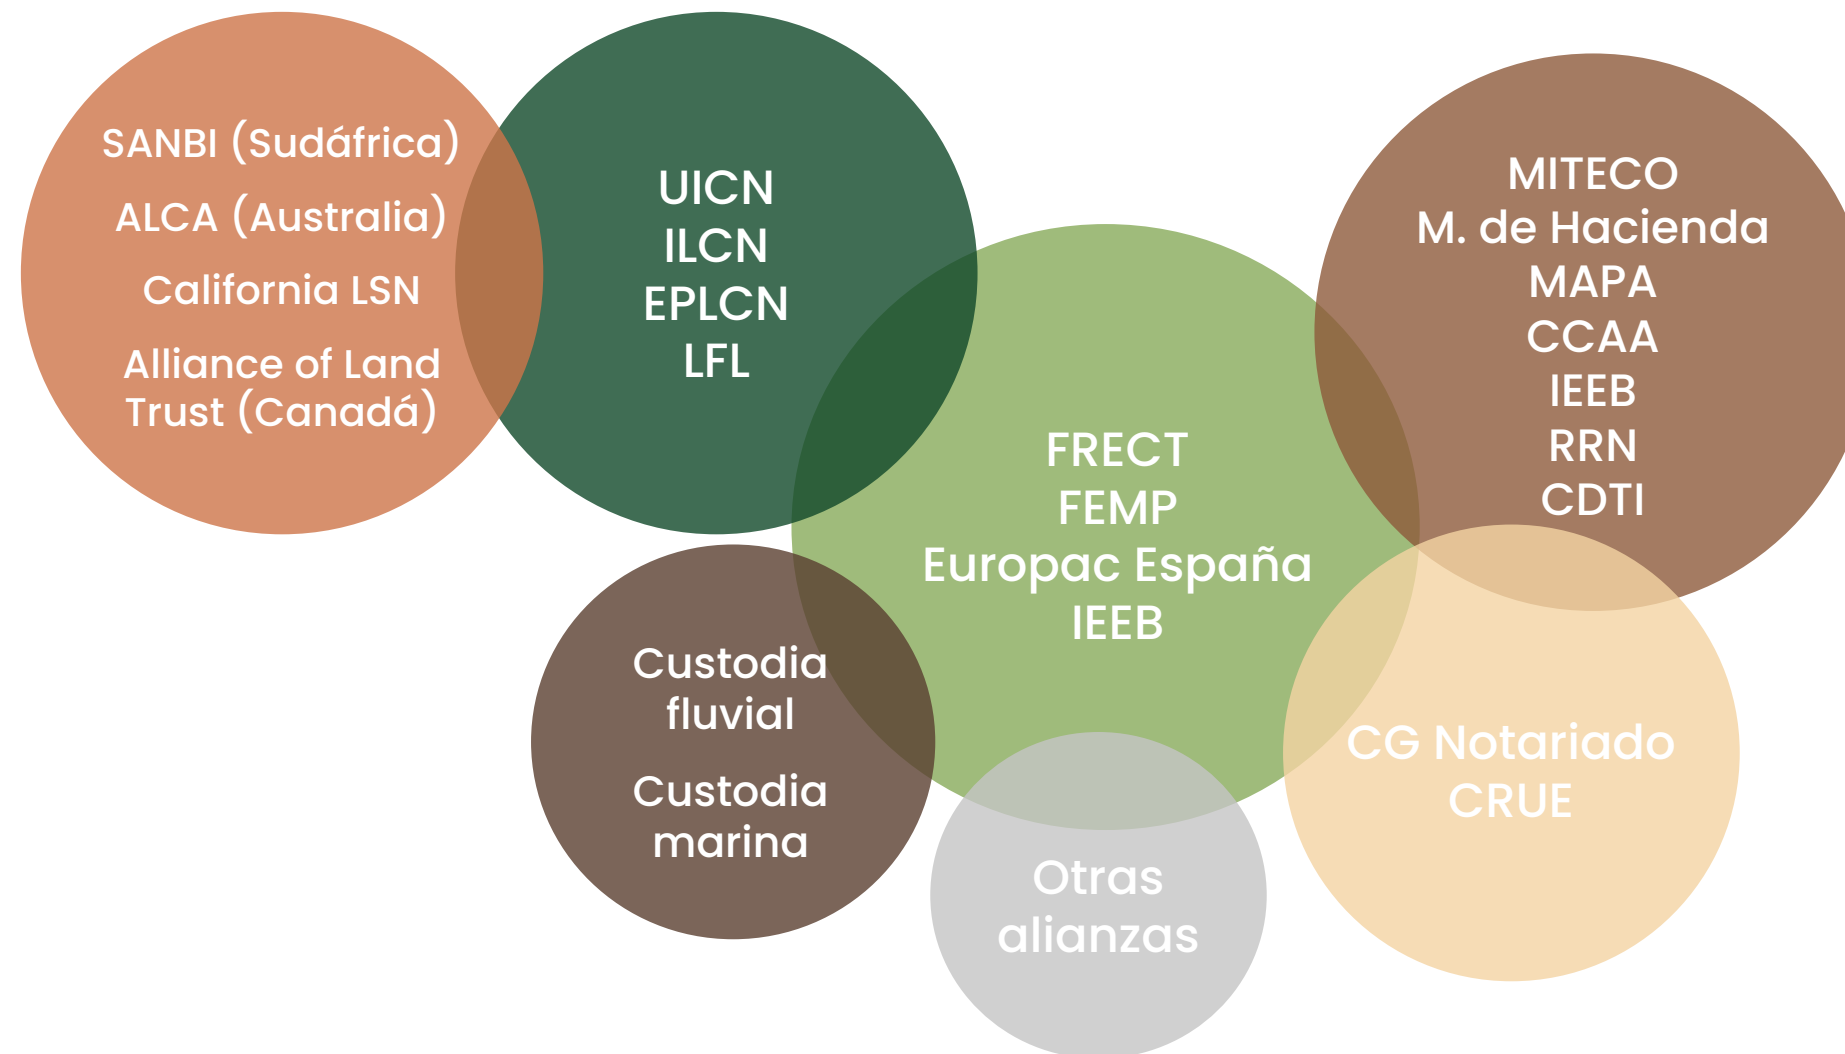 SANBI (Sudáfrica)
ALCA (Australia)
California LSN
Alliance of Land
Trust (Canadá)
UICN
ILCN
EPLCN
LFL
FRECT
FEMP
Europac España
IEEB
MITECO
M. de Hacienda
MAPA
CCAA
IEEB
RRN
CDTI
Custodia
fluvial
Custodia
marina
Otras
alianzas
CG Notariado
CRUE